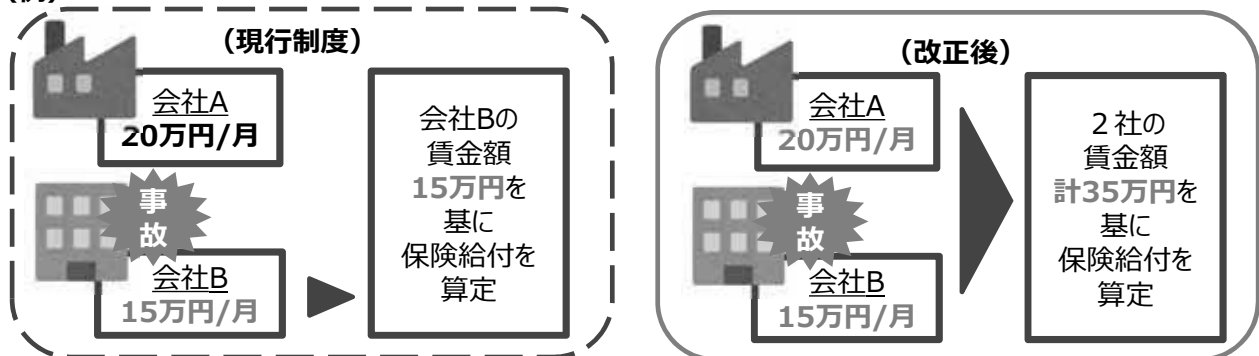 （例）
（現行制度）
会社A
20万円/月
事
故
会社B
15万円/月
会社Bの
賃金額
15万円を
基に
保険給付を
算定
（改正後）
会社A
20万円/月
事
故
会社B
15万円/月
２社の
賃金額
計35万円を
基に
保険給付を
算定